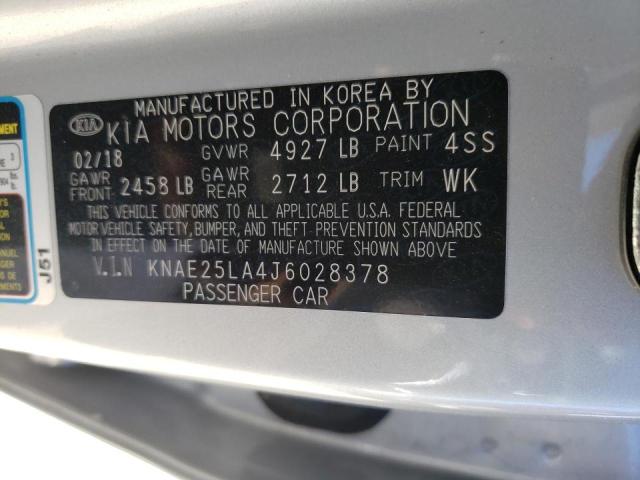 MANUFACTURED IN KOREA BY
KIA KIA MOTORS CORPORATION
02/18 GVWR 4927 LB PAINT 4SS
GAWR FRONT 2458 LB GAWR REAR 2712 LB TRIM WK
THIS VEHICLE CONFORMS TO ALL APPLICABLE U.S.A. FEDERAL
MOTOR VEHICLE SAFETY, BUMPER, AND THEFT PREVENTION STANDARDS
IN EFFECT ON THE DATE OF MANUFACTURE SHOWN ABOVE
V.I.N KNAE25LA4J6028378
PASSENGER CAR
J51